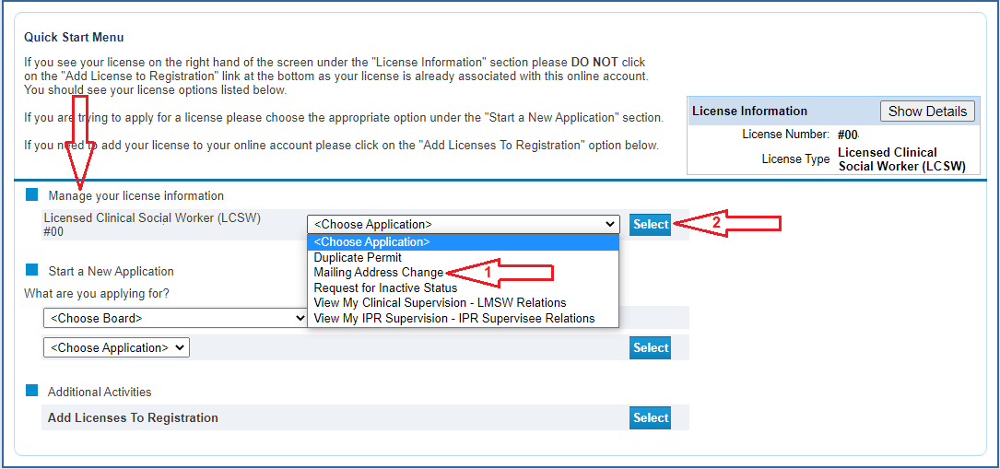 Quick Start Menu
If you see your license on the right hand of the screen under the "License Information" section please DO NOT click
on the "Add License to Registration" link at the bottom as your license is already associated with this online account.
You should see your license options listed below.
If you are trying to apply for a license please choose the appropriate option under the "Start a New Application" section.
If you need to add your license to your online account please click on the "Add Licenses To Registration" option below.
License Information Show Details
License Number: #00
License Type Licensed Clinical
Social Worker (LCSW)
Manage your license information
Licensed Clinical Social Worker (LCSW)
#00
<Choose Application> Select 2
<Choose Application>
Duplicate Permit
Mailing Address Change 1
Request for Inactive Status
View My Clinical Supervision - LMSW Relations
View My IPR Supervision - IPR Supervisee Relations
Start a New Application
What are you applying for?
<Choose Board>
<Choose Application> Select
Additional Activities
Add Licenses To Registration Select